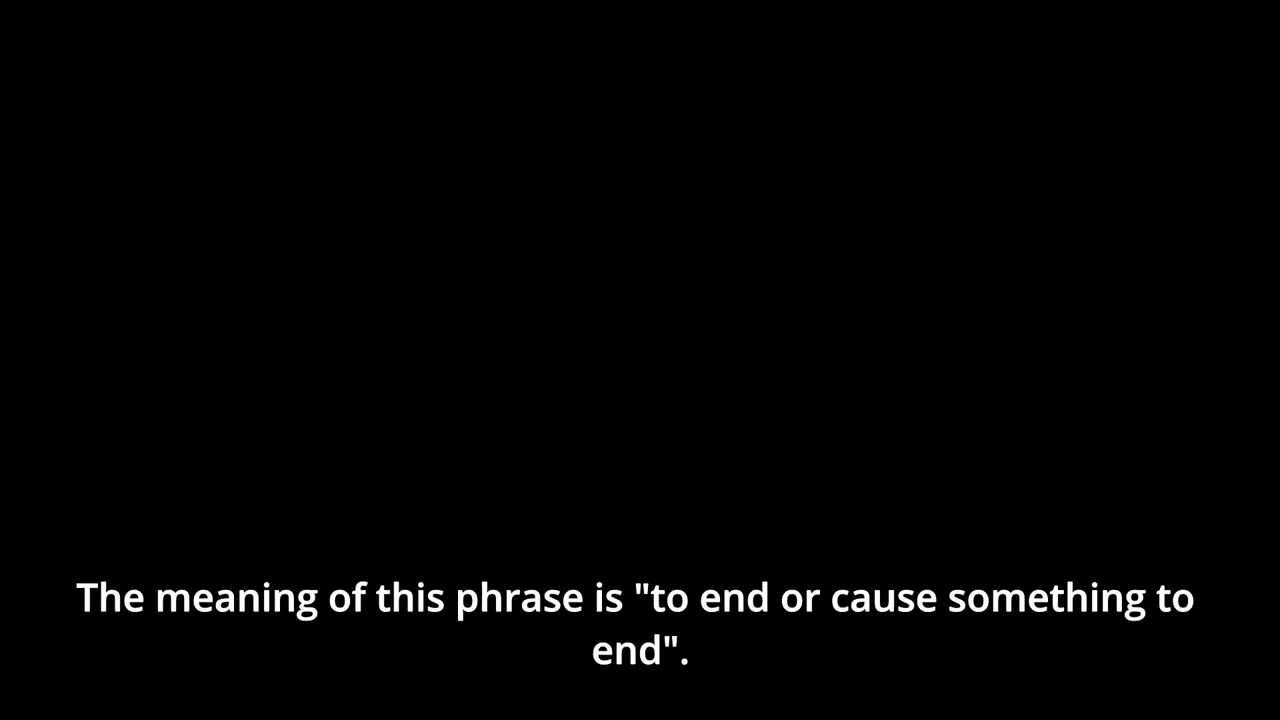 The meaning of this phrase is "to end or cause something to
end".